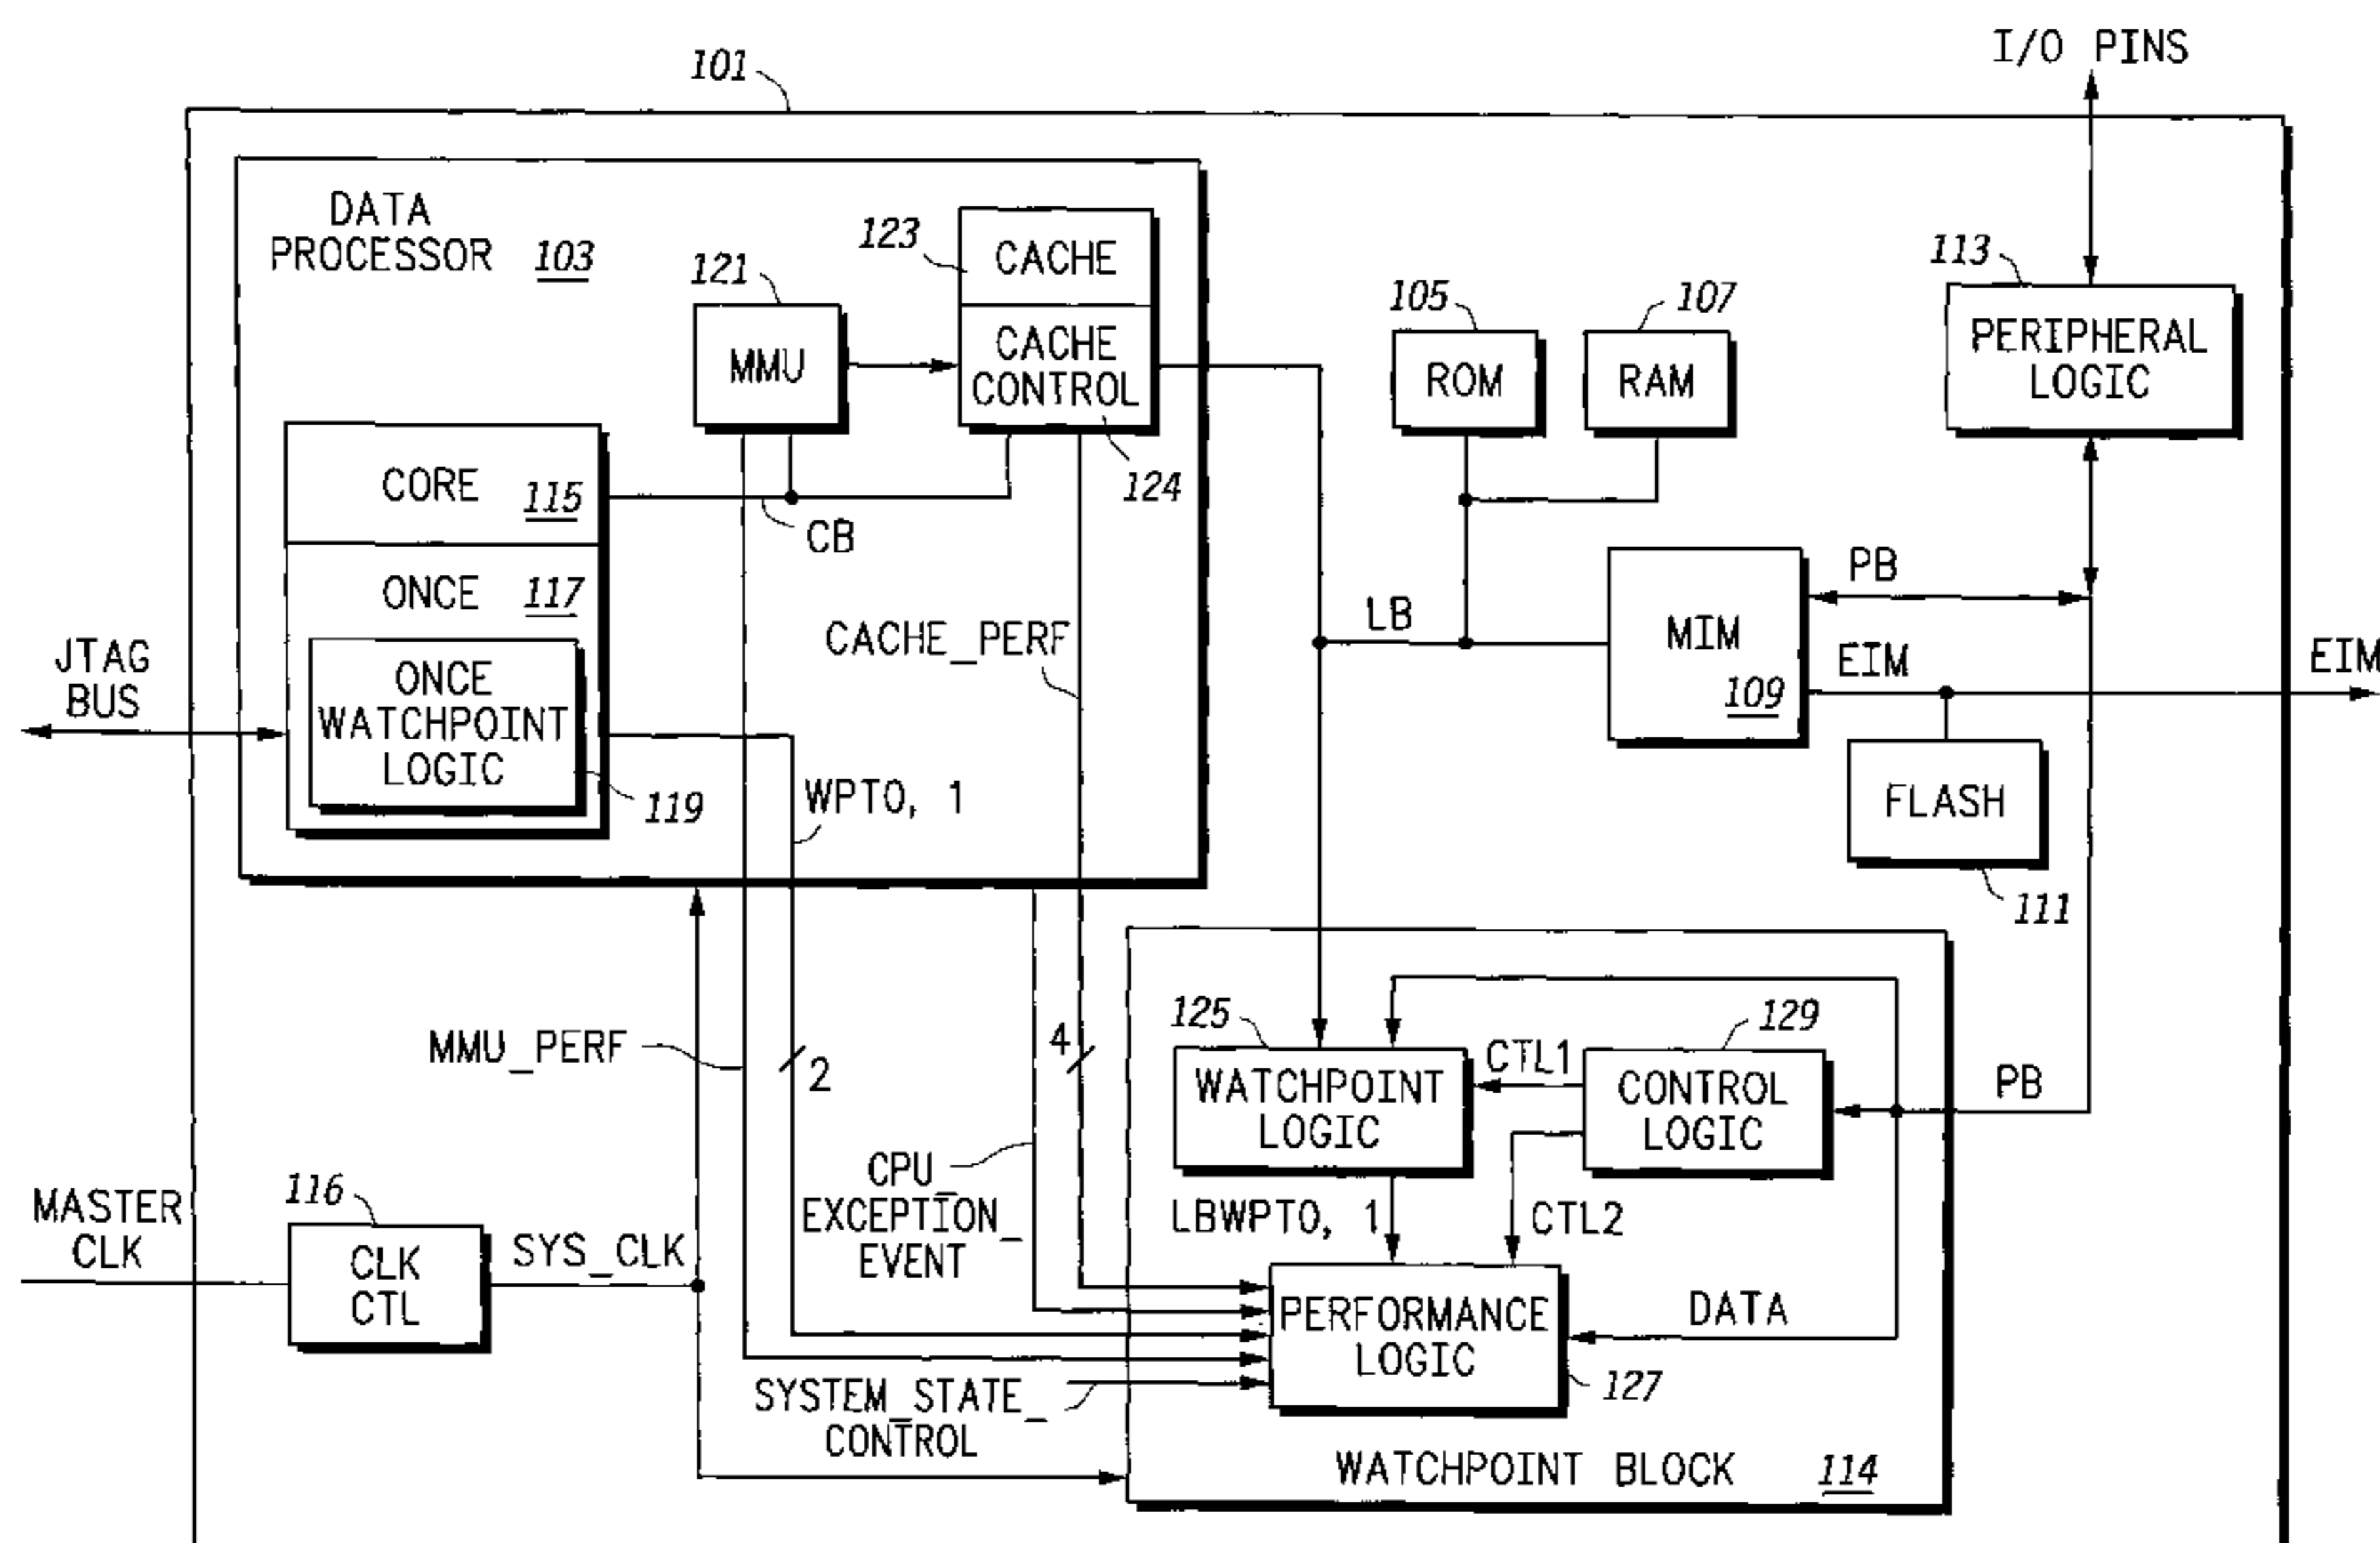 I/O PINS
101
DATA
PROCESSOR 103
123
CACHE
121
113
105
107
CACHE
CONTROL
MMU
ROM
RAM
PERIPHERAL
LOGIC
CORE 115
124
CB
PB
ONCE 117
LB
CACHE_PERF
MIM
109
EIM
EIM
JTAG
BUS
ONCE
WATCHPOINT
LOGIC
119
WPT0, 1
FLASH
111
125
129
MMU_PERF
4
2
CTL1
WATCHPOINT
LOGIC
CONTROL
LOGIC
PB
CPU_
EXCEPTION_
EVENT
116
MASTER
CLK
CLK
CTL
SYS_CLK
LBWPT0, 1
CTL2
PERFORMANCE
LOGIC
DATA
127
SYSTEM_STATE_
CONTROL
WATCHPOINT BLOCK 114